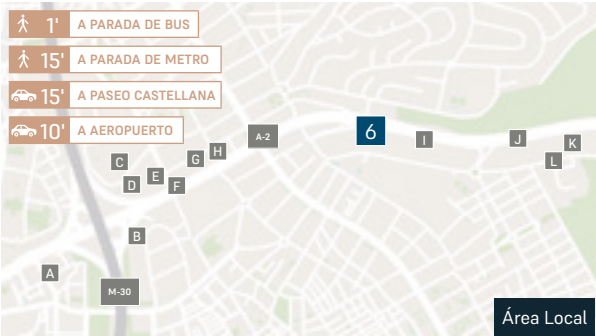 1' A PARADA DE BUS
15' A PARADA DE METRO
15' A PASEO CASTELLANA
10' A AEROPUERTO
A-2
6
I
J
K
L
H
G
C
E
D
F
B
A
M-30
Área Local